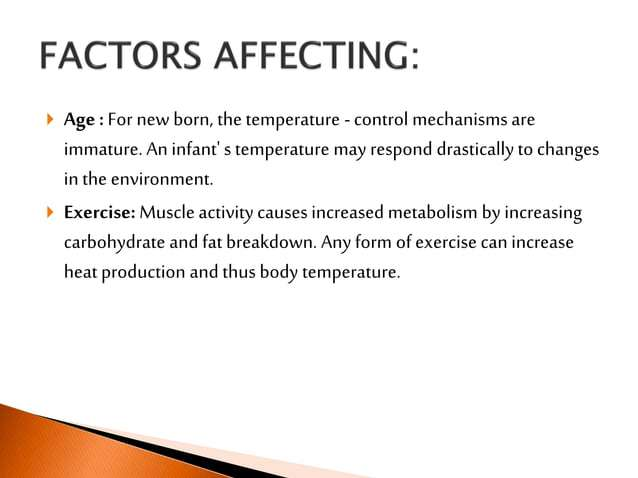 FACTORS AFFECTING:
Age : For new born, the temperature - control mechanisms are
immature. An infant' s temperature may respond drastically to changes
in the environment.
Exercise: Muscle activity causes increased metabolism by increasing
carbohydrate and fat breakdown. Any form of exercise can increase
heat production and thus body temperature.